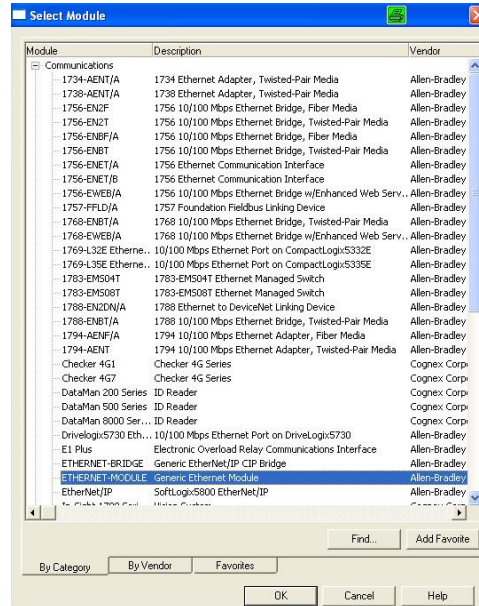 Select Module
Module Description Vendor
Communications
1734-AENT/A 1734 Ethernet Adapter, Twisted-Pair Media Allen-Bradley
1738-AENT/A 1738 Ethernet Adapter, Twisted-Pair Media Allen-Bradley
1756-EN2F 1756 10/100 Mbps Ethernet Bridge, Fiber Media Allen-Bradley
1756-EN2T 1756 10/100 Mbps Ethernet Bridge, Twisted-Pair Media Allen-Bradley
1756-ENBF/A 1756 10/100 Mbps Ethernet Bridge, Fiber Media Allen-Bradley
1756-ENBT 1756 10/100 Mbps Ethernet Bridge, Twisted-Pair Media Allen-Bradley
1756-ENET/A 1756 Ethernet Communication Interface Allen-Bradley
1756-ENET/B 1756 Ethernet Communication Interface Allen-Bradley
1756-EWEB/A 1756 10/100 Mbps Ethernet Bridge w/Enhanced Web Serv.. Allen-Bradley
1757-FFLD/A 1757 Foundation Fieldbus Linking Device Allen-Bradley
1768-ENBT/A 1768 10/100 Mbps Ethernet Bridge, Twisted-Pair Media Allen-Bradley
1768-EWEB/A 1768 10/100 Mbps Ethernet Bridge w/Enhanced Web Serv.. Allen-Bradley
1769-L32E Etherne.. 10/100 Mbps Ethernet Port on CompactLogix5332E Allen-Bradley
1769-L35E Etherne.. 10/100 Mbps Ethernet Port on CompactLogix5335E Allen-Bradley
1783-EMS04T 1783-EMS04T Ethernet Managed Switch Allen-Bradley
1783-EMS08T 1783-EMS08T Ethernet Managed Switch Allen-Bradley
1788-EN2DN/A 1788 Ethernet to DeviceNet Linking Device Allen-Bradley
1788-ENBT/A 1788 10/100 Mbps Ethernet Bridge, Twisted-Pair Media Allen-Bradley
1794-AENF/A 1794 10/100 Mbps Ethernet Adapter, Fiber Media Allen-Bradley
1794-AENT 1794 10/100 Mbps Ethernet Adapter, Twisted-Pair Media Allen-Bradley
Checker 4G1 Checker 4G Series Cognex Corp
Checker 4G7 Checker 4G Series Cognex Corp
DataMan 200 Series ID Reader Cognex Corp
DataMan 500 Series ID Reader Cognex Corp
DataMan 8000 Ser... ID Reader Cognex Corp
Drivelogix5730 Eth... 10/100 Mbps Ethernet Port on DriveLogix5730 Allen-Bradley
E1 Plus Electronic Overload Relay Communications Interface Allen-Bradley
ETHERNET-BRIDGE Generic EtherNet/IP CIP Bridge Allen-Bradley
ETHERNET-MODULE Generic Ethernet Module Allen-Bradley
EtherNet/IP SoftLogix5800 EtherNet/IP Allen-Bradley
Find... Add Favorite
By Category By Vendor Favorites
OK Cancel Help